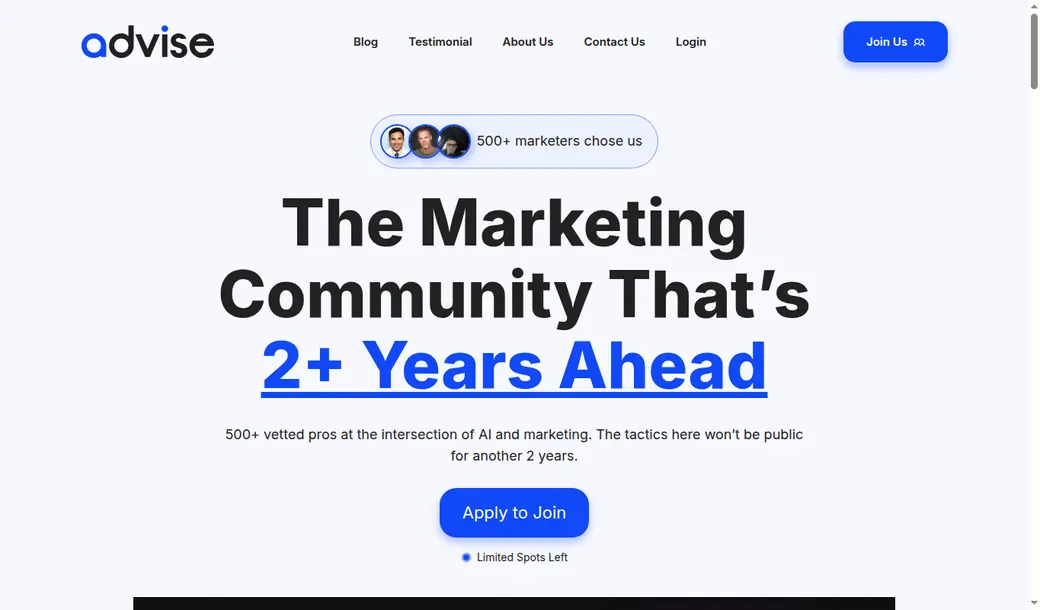 advise
Blog
Testimonial
About Us
Contact Us
Login
Join Us
500+ marketers chose us
The Marketing
Community That’s
2+ Years Ahead
500+ vetted pros at the intersection of AI and marketing. The tactics here won’t be public
for another 2 years.
Apply to Join
Limited Spots Left